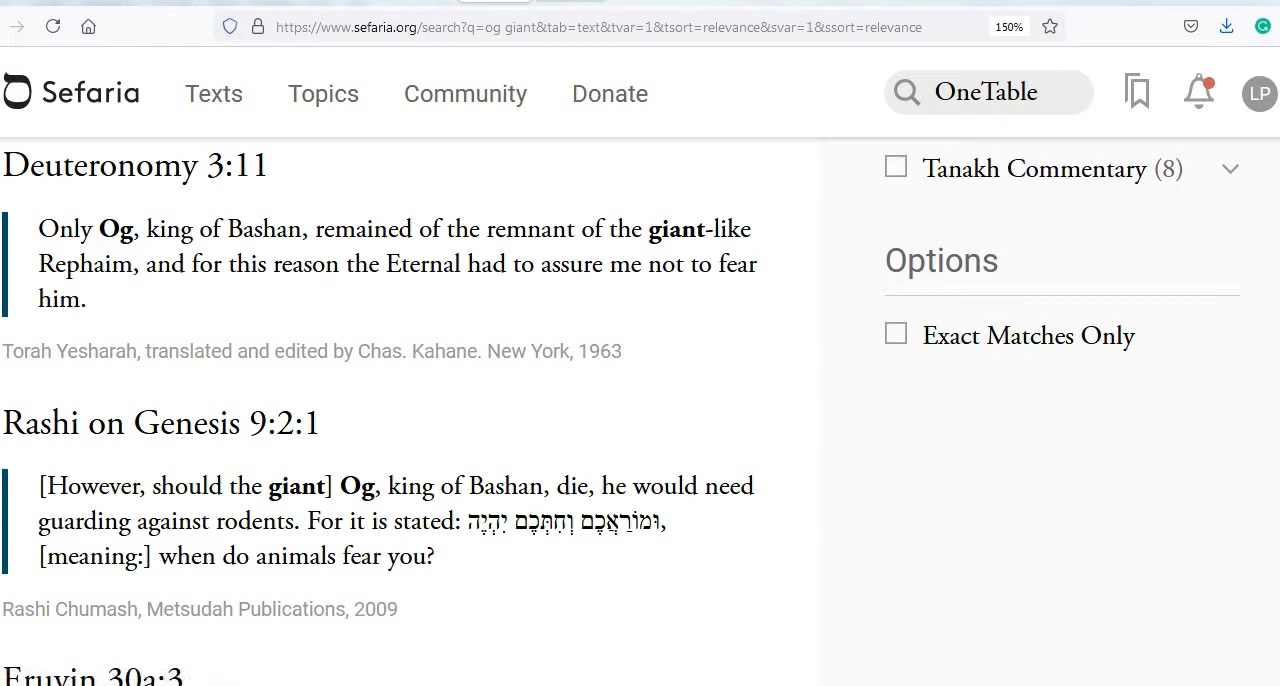 https://www.sefaria.org/search?q=og giant&tab=text&tvar=1&tsort=relevance&svar=1&ssort=relevance 150%
Sefaria Texts Topics Community Donate OneTable LP
Deuteronomy 3:11
Only Og, king of Bashan, remained of the remnant of the giant-like
Rephaim, and for this reason the Eternal had to assure me not to fear
him.
Torah Yesharah, translated and edited by Chas. Kahane. New York, 1963
Rashi on Genesis 9:2:1
[However, should the giant] Og, king of Bashan, die, he would need
guarding against rodents. For it is stated: וּמוֹרַאֲכֶם וְחִתְּכֶם יִהְיֶה,
[meaning:] when do animals fear you?
Rashi Chumash, Metsudah Publications, 2009
Eruvin 30a:3
Tanakh Commentary (8)
Options
Exact Matches Only